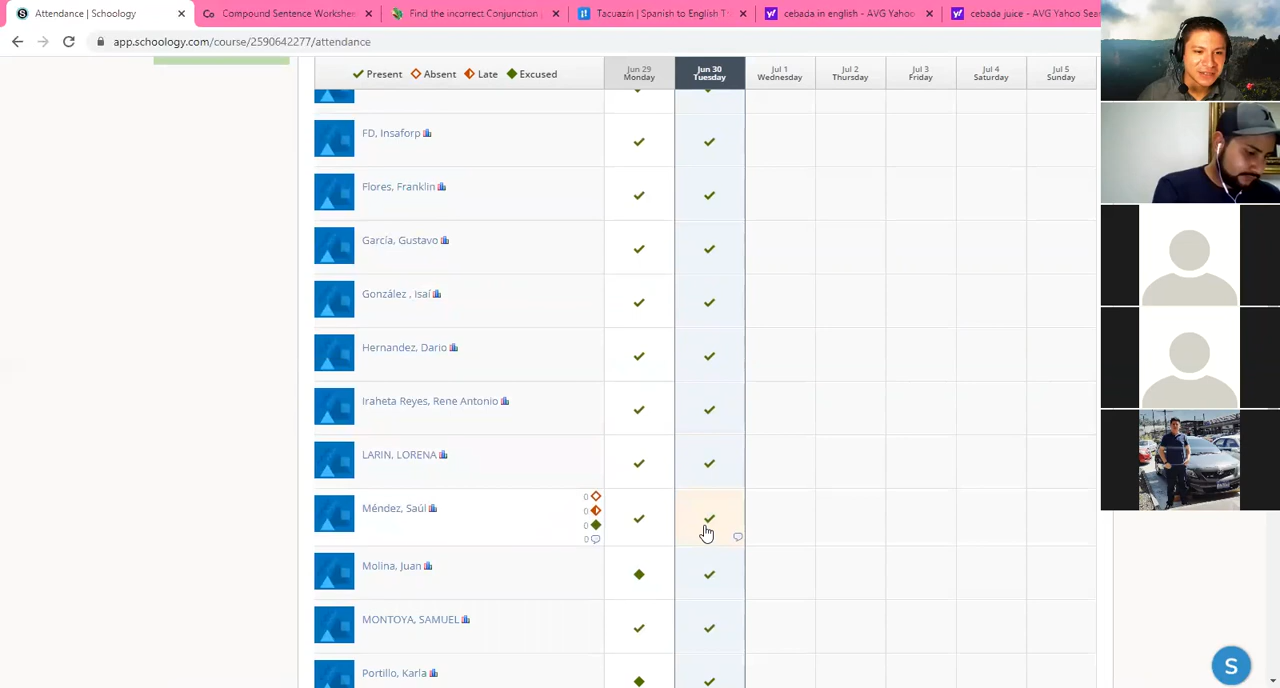 Attendance | Schoology
Compound Sentence Workshe
Find the incorrect Conjunction
Tacuazín | Spanish to English T
cebada in english - AVG Yahoo
cebada juice - AVG Yahoo Sea
app.schoology.com/course/2590642277/attendance
Present Absent Late Excused
Jun 29 Monday
Jun 30 Tuesday
Jul 1 Wednesday
Jul 2 Thursday
Jul 3 Friday
Jul 4 Saturday
Jul 5 Sunday
FD, Insaforp
Flores, Franklin
García, Gustavo
González , Isaí
Hernandez, Dario
Iraheta Reyes, Rene Antonio
LARIN, LORENA
Méndez, Saúl
0
0
0
0
Molina, Juan
MONTOYA, SAMUEL
Portillo, Karla
S